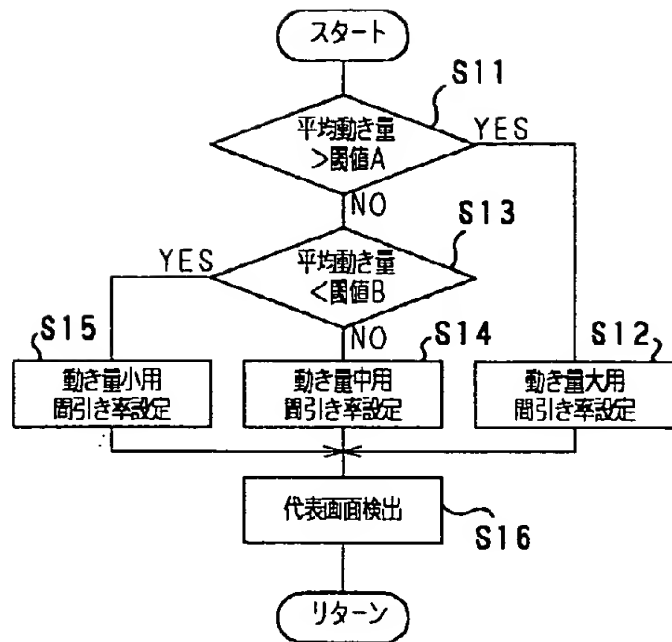 スタート
S11
平均動き量
>閾値A
YES
NO
S13
平均動き量
<閾値B
YES
NO
S15
S14
S12
動き量小用
間引き率設定
動き量中用
間引き率設定
動き量大用
間引き率設定
代表画面検出
S16
リターン